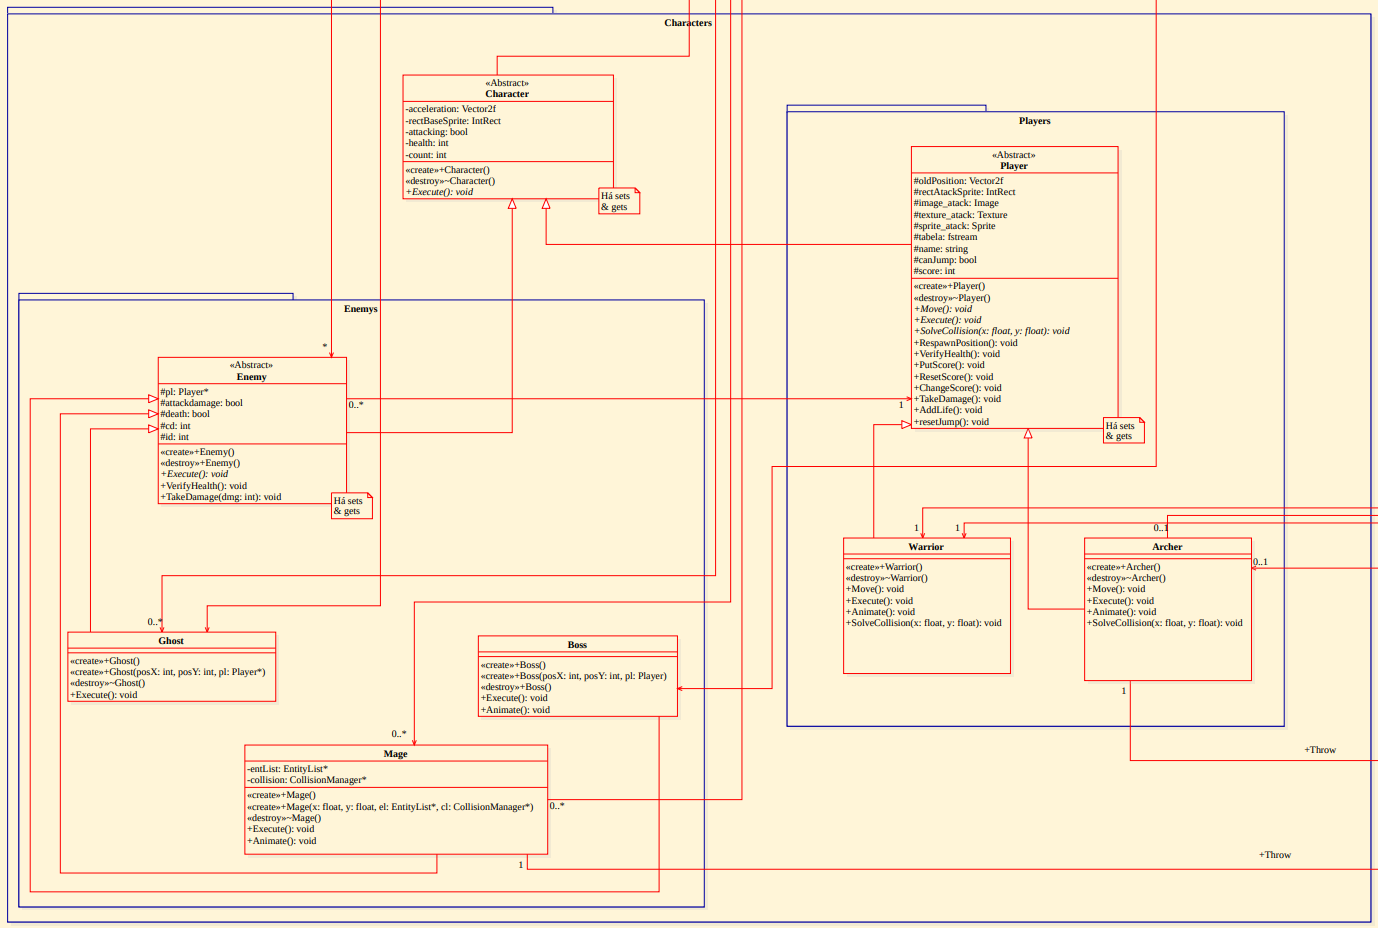 Characters
«Abstract»
Character
-acceleration: Vector2f
-rectBaseSprite: IntRect
-attacking: bool
-health: int
-count: int
«create»+Character()
«destroy»~Character()
+Execute(): void
Há sets
& gets
Players
«Abstract»
Player
#oldPosition: Vector2f
#rectAtackSprite: IntRect
#image_atack: Image
#texture_atack: Texture
#sprite_atack: Sprite
#tabela: fstream
#name: string
#canJump: bool
#score: int
«create»+Player()
«destroy»~Player()
+Move(): void
+Execute(): void
+SolveCollision(x: float, y: float): void
+RespawnPosition(): void
+VerifyHealth(): void
+PutScore(): void
+ResetScore(): void
+ChangeScore(): void
+TakeDamage(): void
+AddLife(): void
+resetJump(): void
Há sets
& gets
Enemys
*
«Abstract»
Enemy
#pl: Player*
#attackdamage: bool
#death: bool
#cd: int
#id: int
«create»+Enemy()
«destroy»+Enemy()
+Execute(): void
+VerifyHealth(): void
+TakeDamage(dmg: int): void
Há sets
& gets
0..*
1
1
1
0..1
0..1
Warrior
«create»+Warrior()
«destroy»~Warrior()
+Move(): void
+Execute(): void
+Animate(): void
+SolveCollision(x: float, y: float): void
Archer
«create»+Archer()
«destroy»~Archer()
+Move(): void
+Execute(): void
+Animate(): void
+SolveCollision(x: float, y: float): void
1
+Throw
0..*
Ghost
«create»+Ghost()
«create»+Ghost(posX: int, posY: int, pl: Player*)
«destroy»~Ghost()
+Execute(): void
Boss
«create»+Boss()
«create»+Boss(posX: int, posY: int, pl: Player)
«destroy»+Boss()
+Execute(): void
+Animate(): void
0..*
Mage
-entList: EntityList*
-collision: CollisionManager*
«create»+Mage()
«create»+Mage(x: float, y: float, el: EntityList*, cl: CollisionManager*)
«destroy»~Mage()
+Execute(): void
+Animate(): void
0..*
1
+Throw